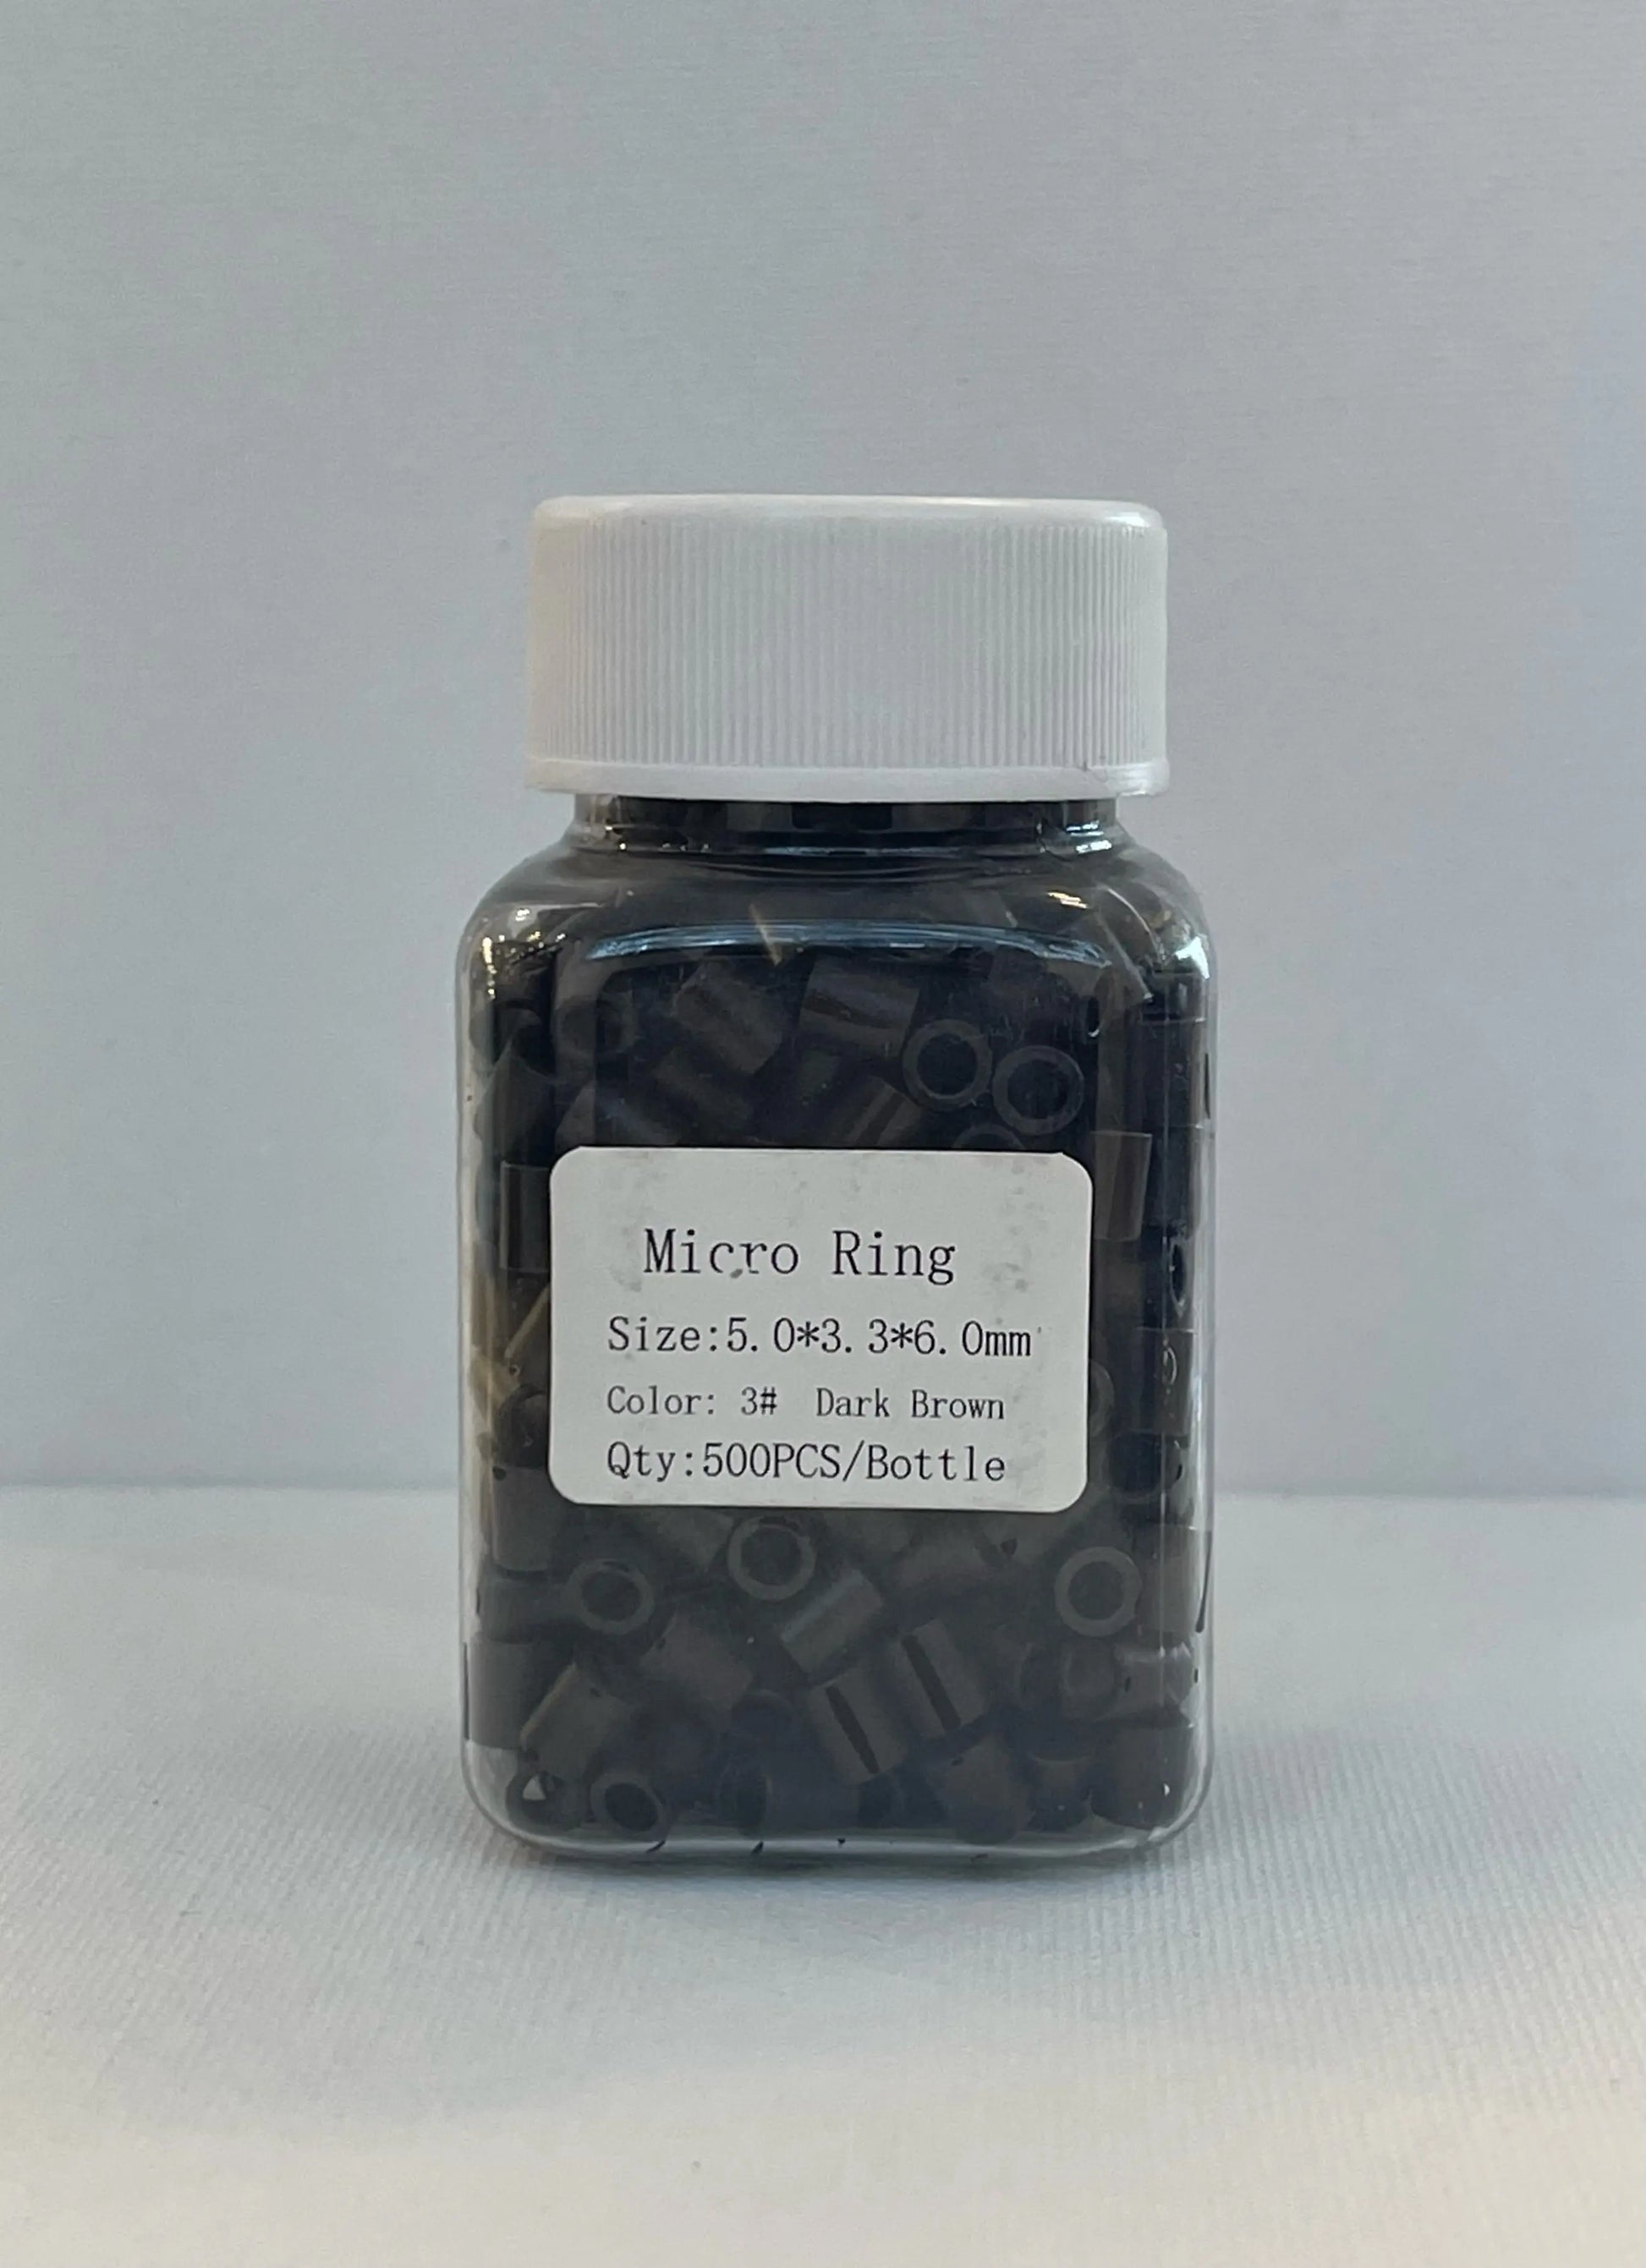 Micro Ring
Size:5.0*3.3*6.0mm
Color: 3# Dark Brown
Qty:500PCS/Bottle